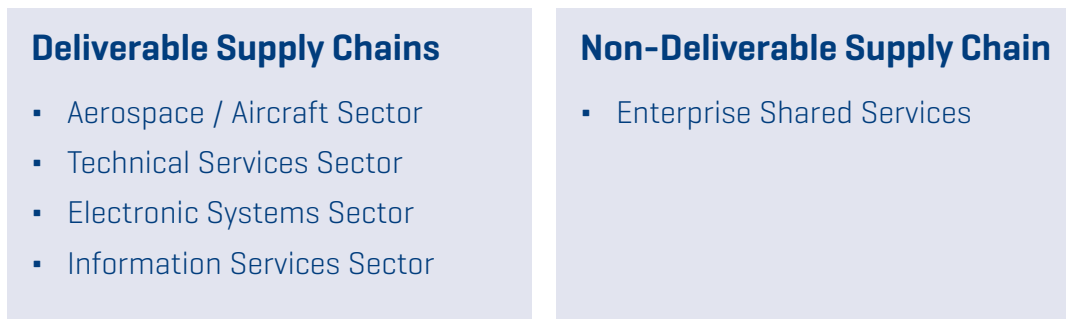 Deliverable Supply Chains
▪ Aerospace / Aircraft Sector
▪ Technical Services Sector
▪ Electronic Systems Sector
▪ Information Services Sector
Non-Deliverable Supply Chain
▪ Enterprise Shared Services